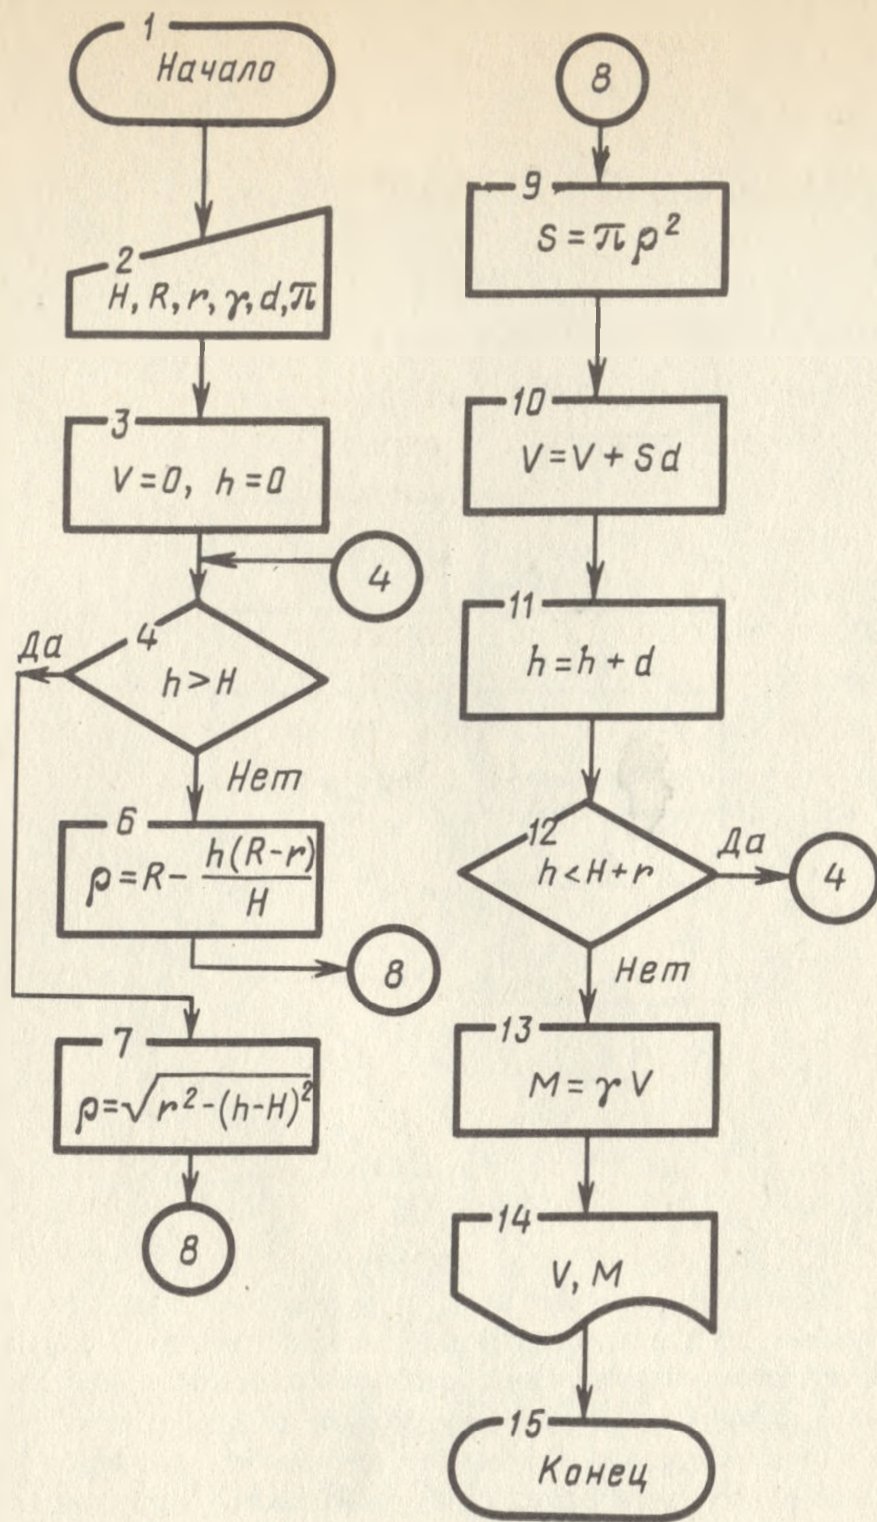 1
Начало
2
H, R, r, γ, d, π
3
V=0, h=0
4
4
Да
h>H
Нет
6
ρ=R- h(R-r)/H
8
7
ρ=√r²-(h-H)²
8
8
9
S=πρ²
10
V=V+Sd
11
h=h+d
12
h<H+r
Да
4
Нет
13
M=γV
14
V, M
15
Конец